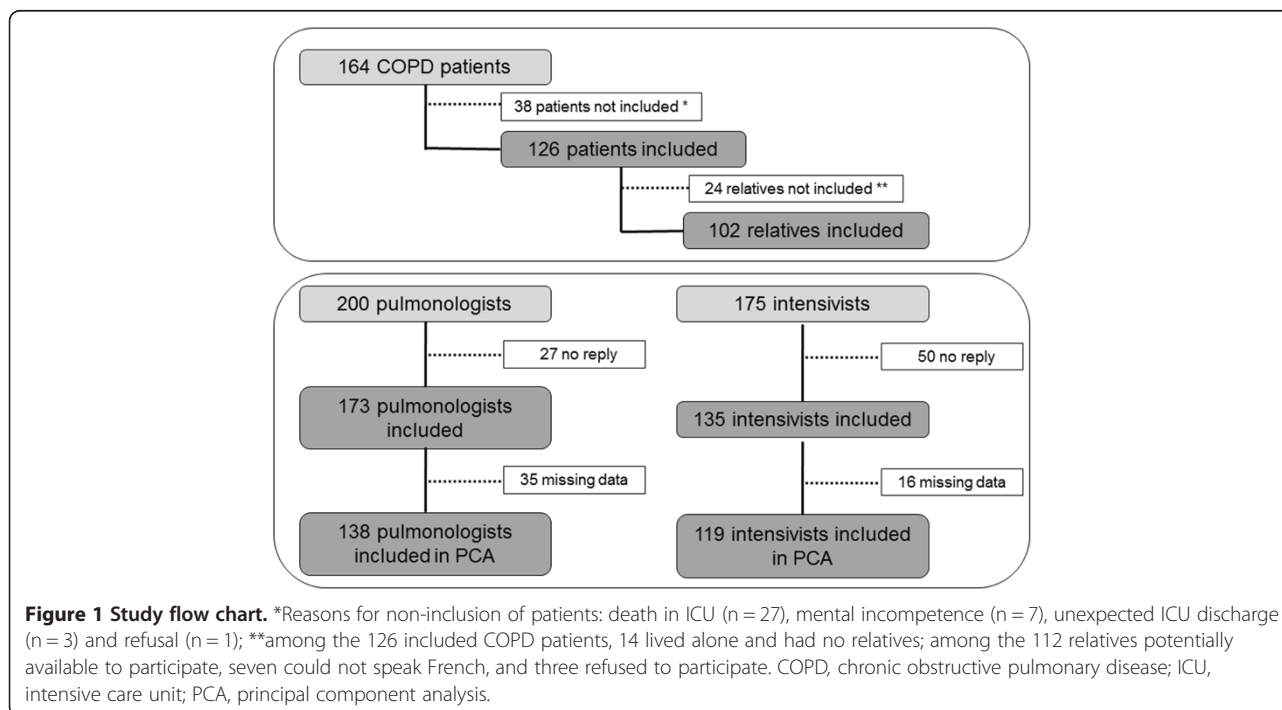 164 COPD patients
38 patients not included *
126 patients included
24 relatives not included **
102 relatives included
200 pulmonologists
27 no reply
173 pulmonologists
included
35 missing data
138 pulmonologists
included in PCA
175 intensivists
50 no reply
135 intensivists included
16 missing data
119 intensivists included
in PCA
Figure 1 Study flow chart. *Reasons for non-inclusion of patients: death in ICU (n = 27), mental incompetence (n = 7), unexpected ICU discharge
(n = 3) and refusal (n = 1); **among the 126 included COPD patients, 14 lived alone and had no relatives; among the 112 relatives potentially
available to participate, seven could not speak French, and three refused to participate. COPD, chronic obstructive pulmonary disease; ICU,
intensive care unit; PCA, principal component analysis.